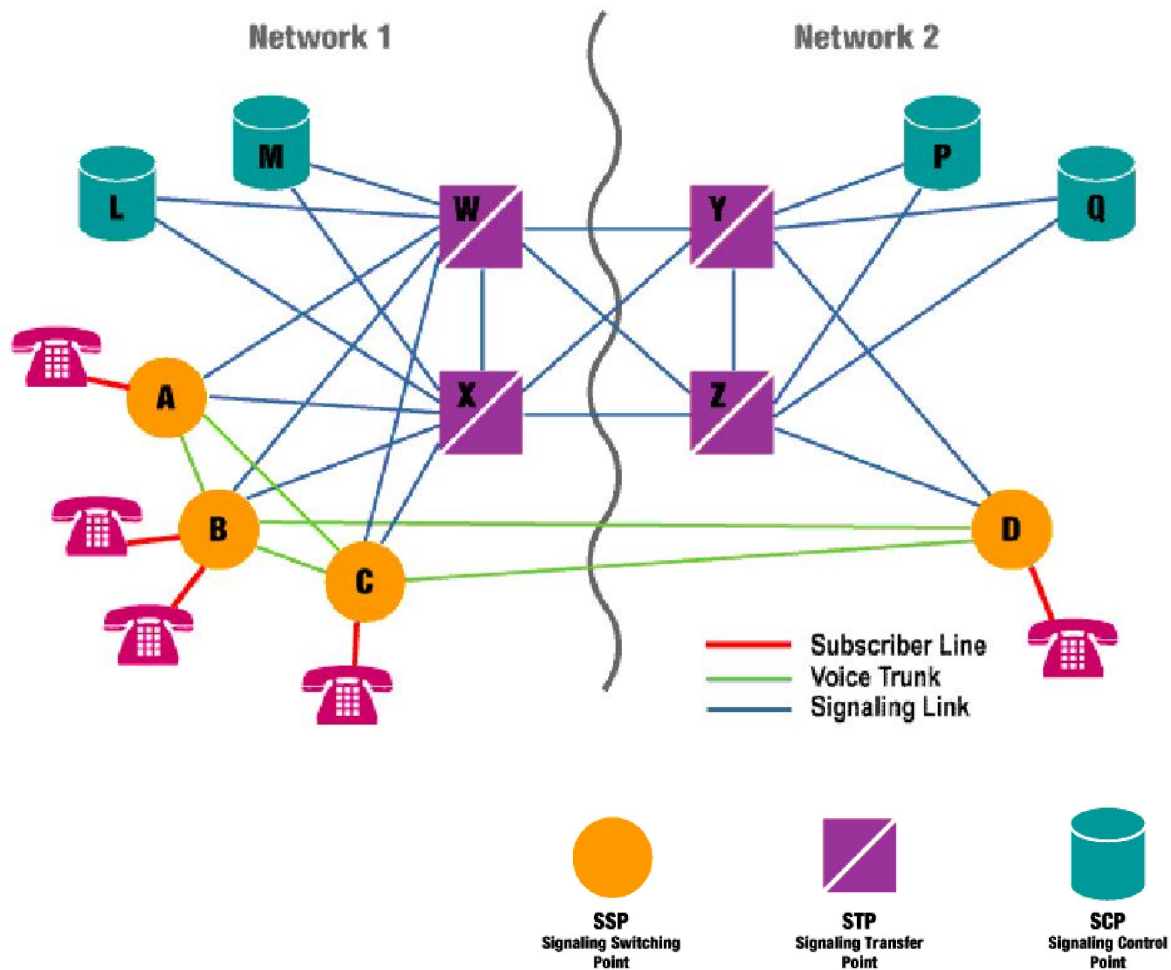 Network 1
Network 2
M
P
L
W
Y
Q
A
X
Z
B
D
C
Subscriber Line
Voice Trunk
Signaling Link
SSP
Signaling Switching
Point
STP
Signaling Transfer
Point
SCP
Signaling Control
Point